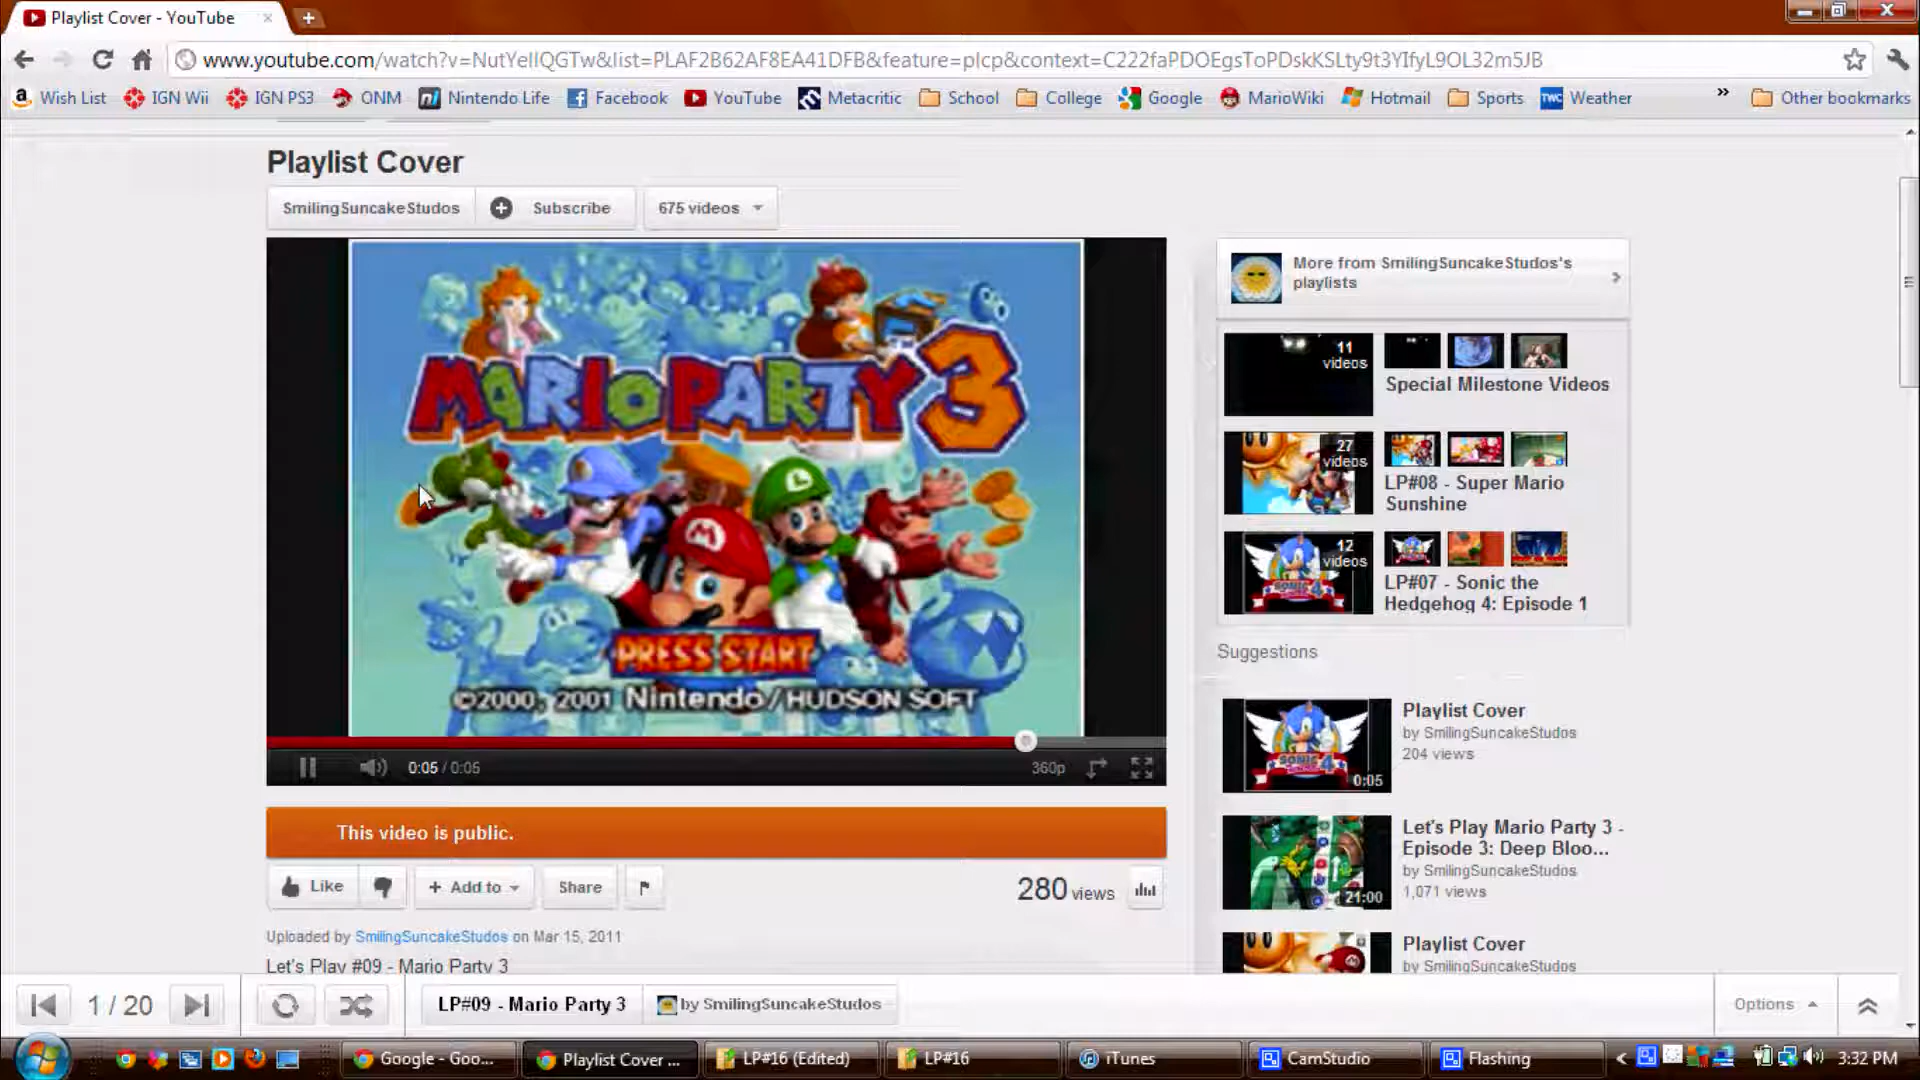 Playlist Cover - YouTube
www.youtube.com/watch?v=NutYellQGTw&list=PLAF2B62AF8EA41DFB&feature=plcp&context=C222faPDOEgsToPDskKSLty9t3YIfyL9OL32m5JB
Wish List IGN Wii IGN PS3 ONM Nintendo Life Facebook YouTube Metacritic School College Google MarioWiki Hotmail Sports Weather » Other bookmarks
Playlist Cover
SmilingSuncakeStudos Subscribe 675 videos
MARIO PARTY 3
PRESS START
©2000, 2001 Nintendo/HUDSON SOFT
0:05 / 0:05 360p
This video is public.
Like Add to Share 280 views
Uploaded by SmilingSuncakeStudos on Mar 15, 2011
Let's Play #09 - Mario Party 3
More from SmilingSuncakeStudos's
playlists
11
videos
Special Milestone Videos
27
videos
LP#08 - Super Mario
Sunshine
12
videos
LP#07 - Sonic the
Hedgehog 4: Episode 1
Suggestions
Playlist Cover
by SmilingSuncakeStudos
204 views
0:05
Let's Play Mario Party 3 -
Episode 3: Deep Bloo...
by SmilingSuncakeStudos
1,071 views
21:00
Playlist Cover
by SmilingSuncakeStudos
1 / 20 LP#09 - Mario Party 3 by SmilingSuncakeStudos Options
Google - Goo... Playlist Cover ... LP#16 (Edited) LP#16 iTunes CamStudio Flashing 3:32 PM